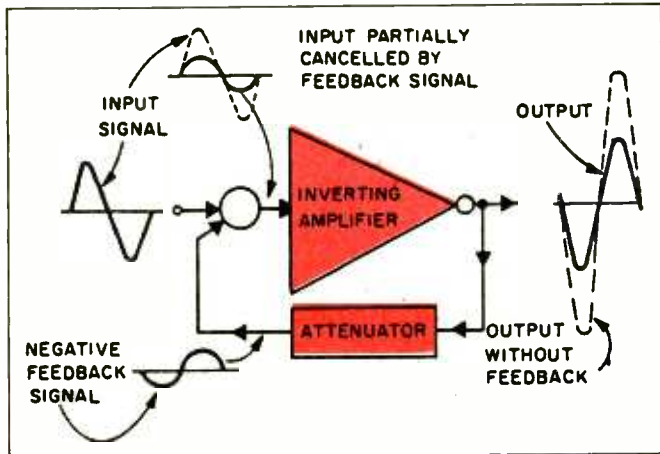 INPUT PARTIALLY
CANCELLED BY
FEEDBACK SIGNAL
INPUT
SIGNAL
OUTPUT
INVERTING
AMPLIFIER
ATTENUATOR
NEGATIVE
FEEDBACK
SIGNAL
OUTPUT
WITHOUT
FEEDBACK